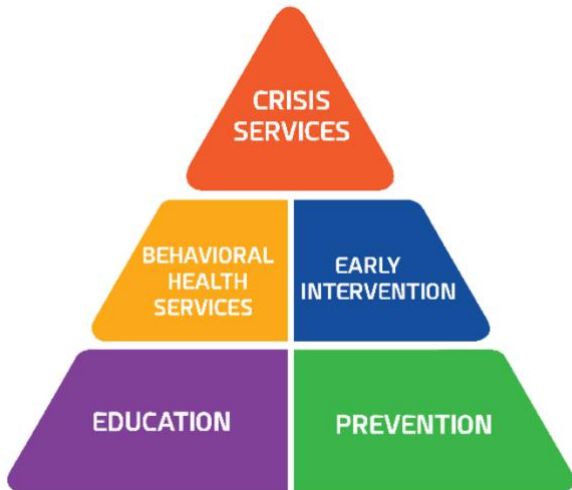 CRISIS
SERVICES
BEHAVIORAL
HEALTH
SERVICES
EARLY
INTERVENTION
EDUCATION
PREVENTION